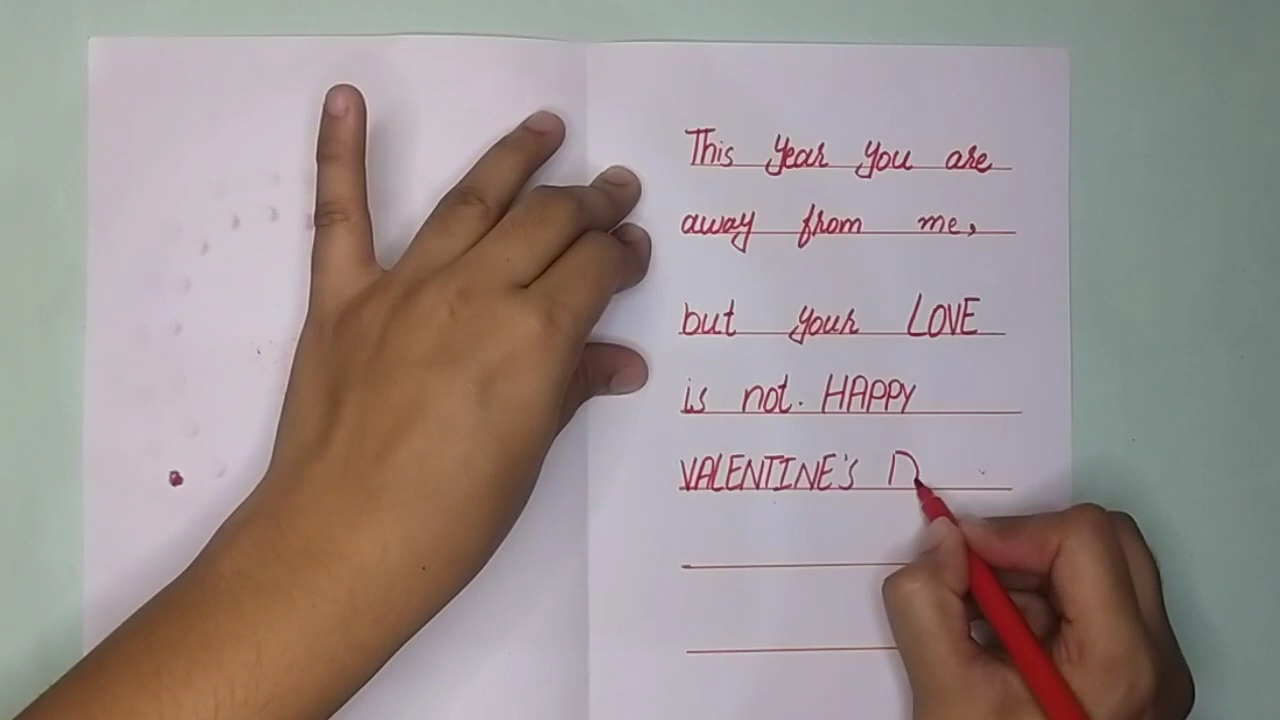 This year you are
away from me,
but your LOVE
is not. HAPPY
VALENTINE'S D